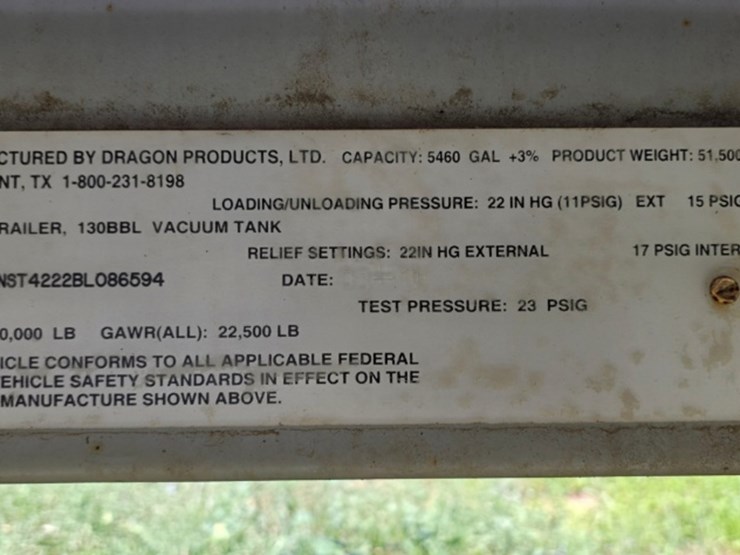 CTURED BY DRAGON PRODUCTS, LTD. CAPACITY: 5460 GAL +3% PRODUCT WEIGHT: 51,500
NT, TX 1-800-231-8198
LOADING/UNLOADING PRESSURE: 22 IN HG (11PSIG) EXT 15 PSIG
RAILER, 130BBL VACUUM TANK
RELIEF SETTINGS: 22IN HG EXTERNAL 17 PSIG INTER
NST4222BLO86594 DATE:
TEST PRESSURE: 23 PSIG
0,000 LB GAWR(ALL): 22,500 LB
ICLE CONFORMS TO ALL APPLICABLE FEDERAL
EHICLE SAFETY STANDARDS IN EFFECT ON THE
MANUFACTURE SHOWN ABOVE.